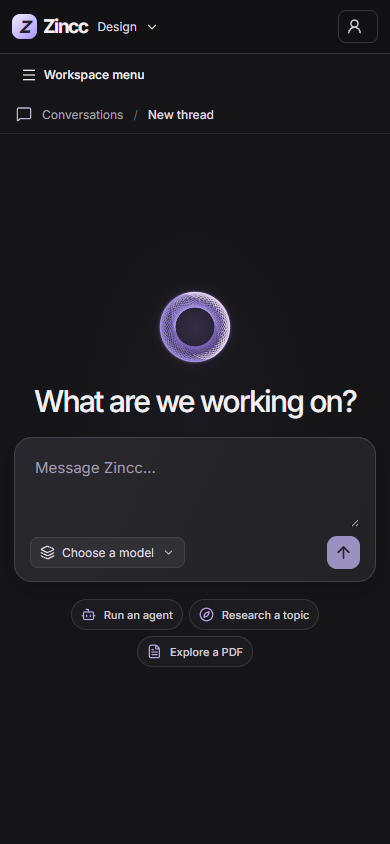 Z Zincc Design
Workspace menu
Conversations / New thread
What are we working on?
Message Zincc...
Choose a model
Run an agent
Research a topic
Explore a PDF